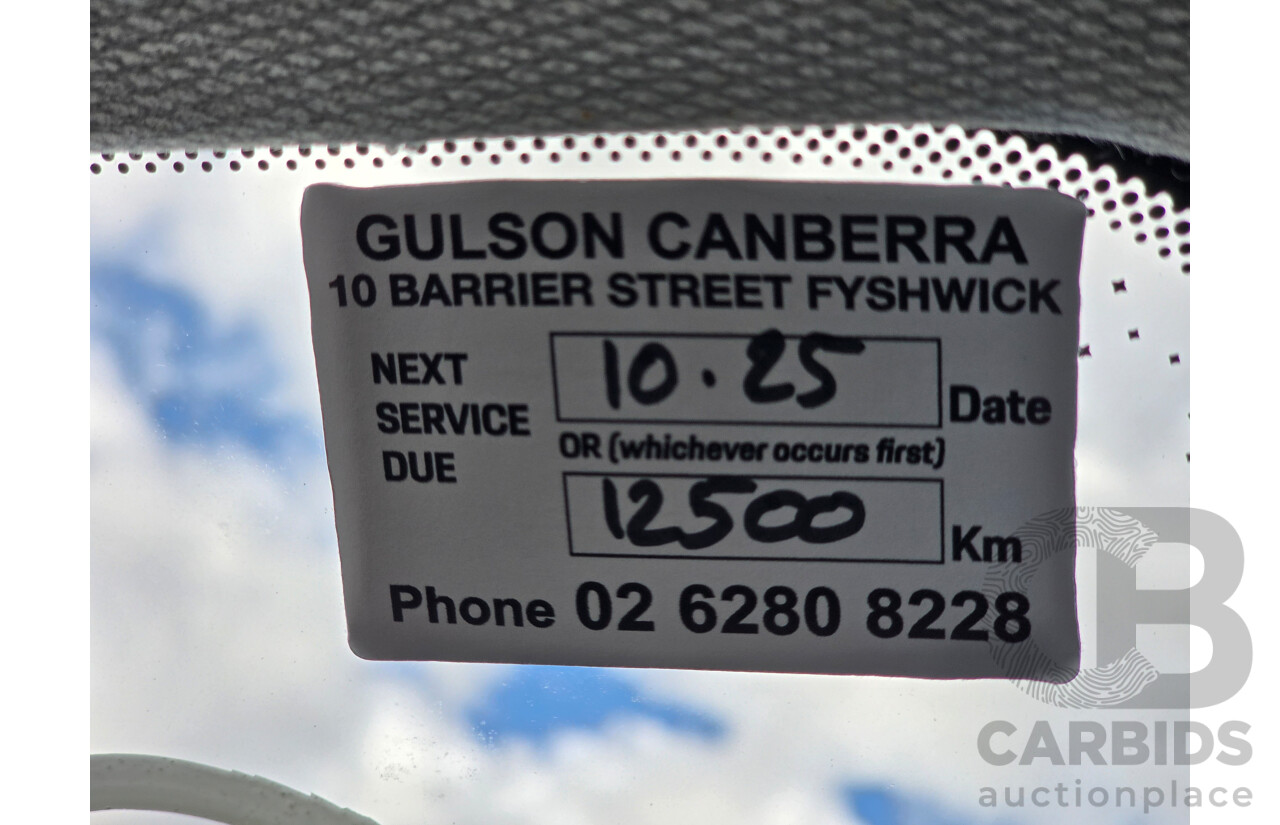 GULSON CANBERRA
10 BARRIER STREET FYSHWICK
NEXT
SERVICE
DUE
10.25 Date
OR (whichever occurs first)
12500 Km
Phone 02 6280 8228
CB
CARBIDS
auctionplace